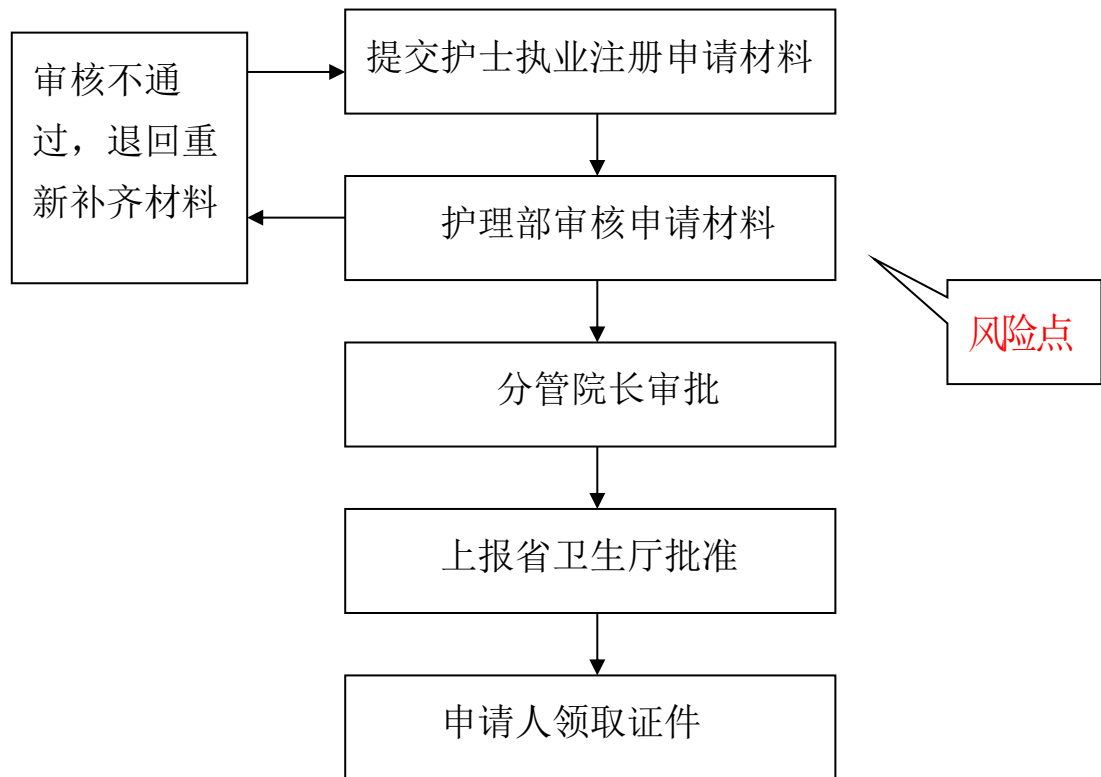 提交护士执业注册申请材料
审核不通
过，退回重
新补齐材料
护理部审核申请材料
风险点
分管院长审批
上报省卫生厅批准
申请人领取证件